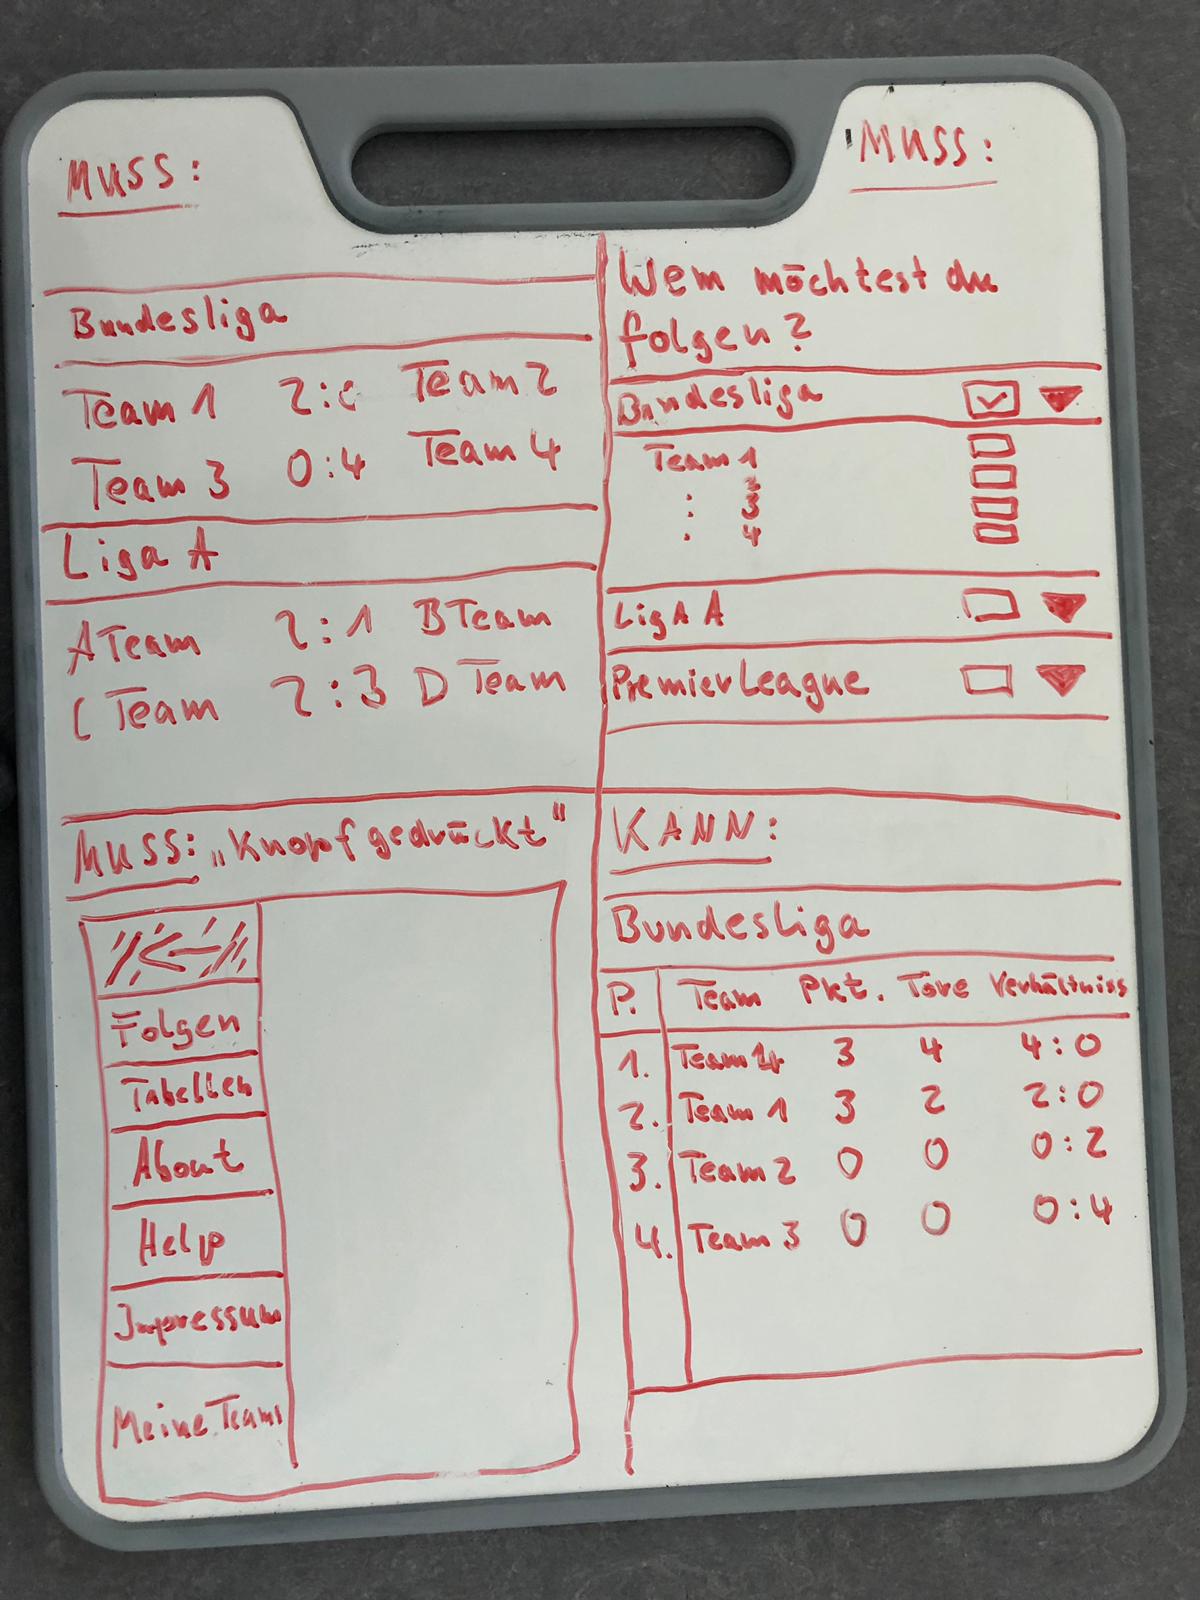 MUSS:
Bundesliga
Team 1 2:0 Team 2
Team 3 0:4 Team 4
Liga A
A Team 2:1 B Team
C Team 2:3 D Team
MUSS:
Wem möchtest du
folgen?
Bundesliga
Team 1
: 2
: 3
: 4
LigA A
Premier League
MUSS: „Knopf gedrückt"
←
Folgen
Tabellen
About
Help
Impressum
Meine Teams
KANN:
Bundesliga
P. Team Pkt. Tore Verhältniss
1. Team 4 3 4 4:0
2. Team 1 3 2 2:0
3. Team 2 0 0 0:2
4. Team 3 0 0 0:4